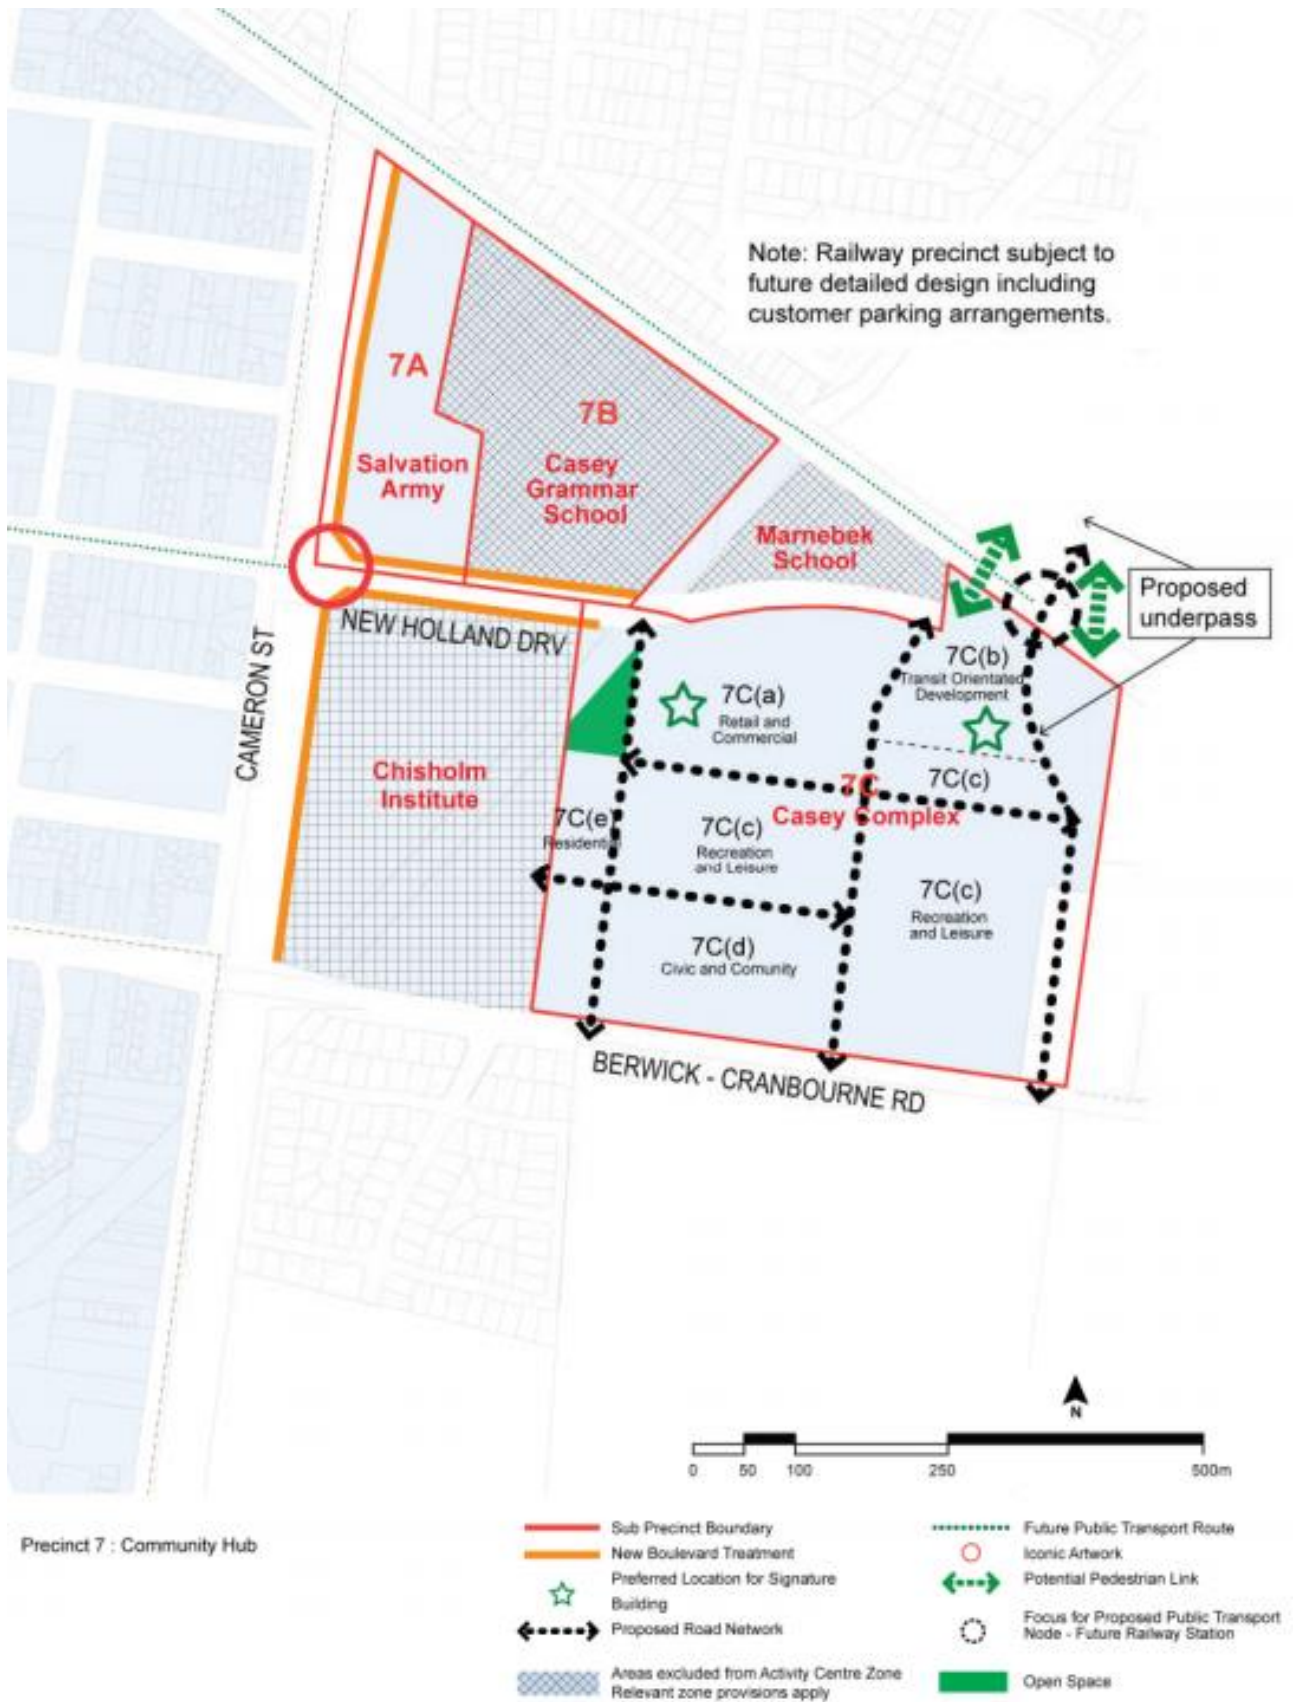 Note: Railway precinct subject to
future detailed design including
customer parking arrangements.
7A
Salvation
Army
7B
Casey
Grammar
School
Marnebek
School
Proposed
underpass
NEW HOLLAND DRV
CAMERON ST
7C(b)
Transit Orientated
Development
7C(a)
Retail and
Commercial
Chisholm
Institute
7C
Casey Complex
7C(c)
7C(e)
Residential
7C(c)
Recreation
and Leisure
7C(c)
Recreation
and Leisure
7C(d)
Civic and Comunity
BERWICK - CRANBOURNE RD
N
0 50 100 250 500m
Precinct 7 : Community Hub
Sub Precinct Boundary
New Boulevard Treatment
Preferred Location for Signature
Building
Proposed Road Network
Areas excluded from Activity Centre Zone
Relevant zone provisions apply
Future Public Transport Route
Iconic Artwork
Potential Pedestrian Link
Focus for Proposed Public Transport
Node - Future Railway Station
Open Space